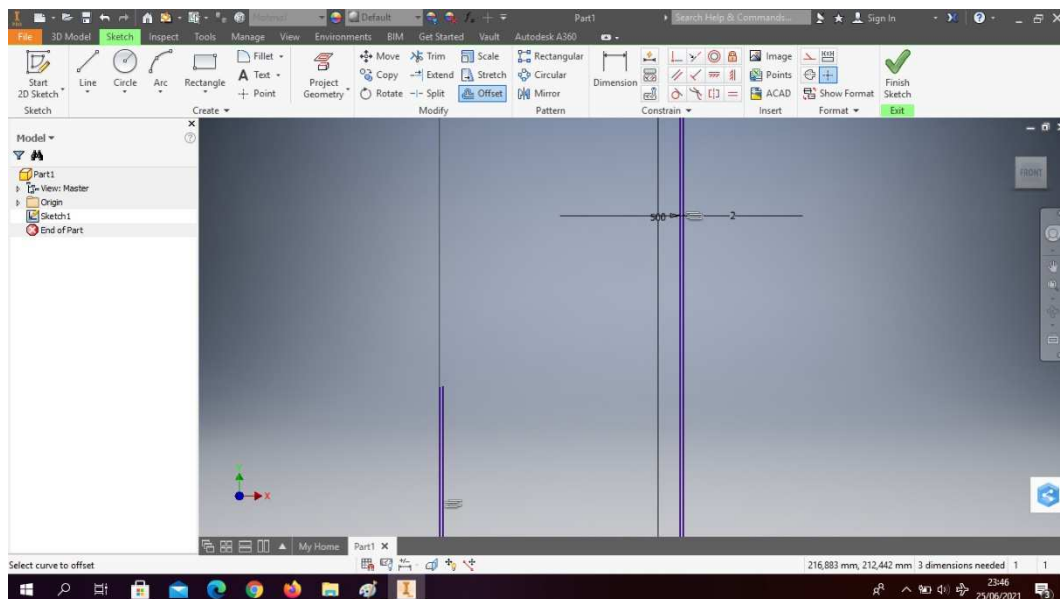 PRO Material Default Part1 Search Help & Commands... Sign In
File 3D Model Sketch Inspect Tools Manage View Environments BIM Get Started Vault Autodesk A360
Start 2D Sketch Line Circle Arc Rectangle Fillet Text Point Project Geometry Move Trim Scale Copy Extend Stretch Rotate Split Offset Rectangular Circular Mirror Dimension Image Points ACAD Show Format Finish Sketch
Sketch Create Modify Pattern Constrain Insert Format Exit
Model
Part1
View: Master
Origin
Sketch1
End of Part
FRONT
500 2
Y
X
My Home Part1
Select curve to offset 216,883 mm, 212,442 mm 3 dimensions needed 1 1
23:46
25/06/2021